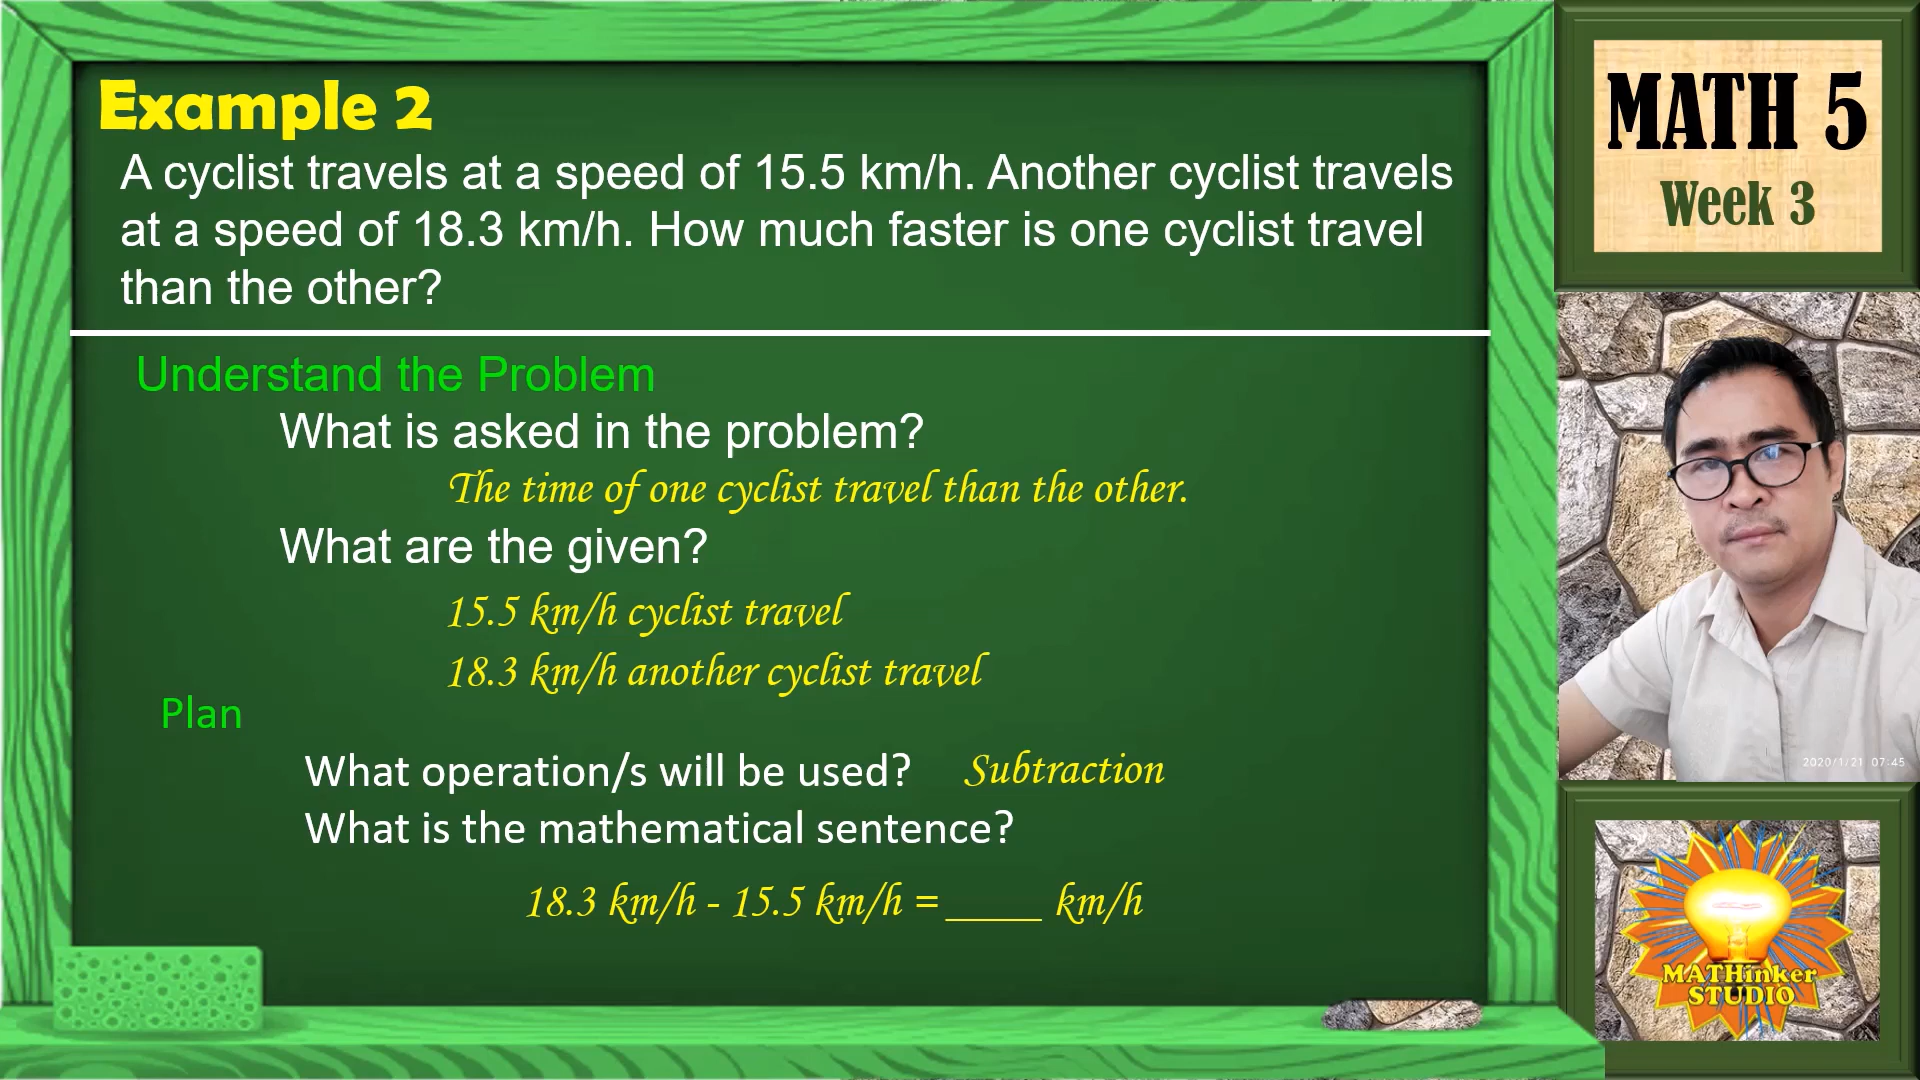 Example 2
A cyclist travels at a speed of 15.5 km/h. Another cyclist travels
at a speed of 18.3 km/h. How much faster is one cyclist travel
than the other?
Understand the Problem
What is asked in the problem?
The time of one cyclist travel than the other.
What are the given?
15.5 km/h cyclist travel
18.3 km/h another cyclist travel
Plan
What operation/s will be used? Subtraction
What is the mathematical sentence?
18.3 km/h - 15.5 km/h = ____ km/h
MATH 5
Week 3
2020/1/21 07:45
MATHinker
STUDIO